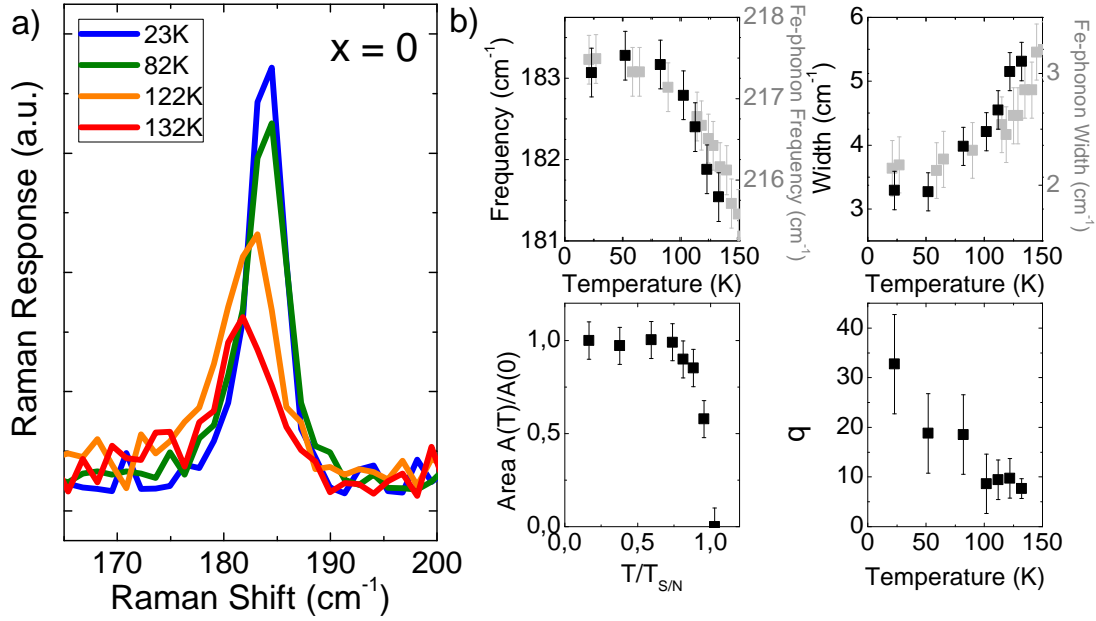 a)
23K
82K
122K
132K
x = 0
Raman Response (a.u.)
170 180 190 200
Raman Shift (cm-1)
b)
183
182
181
Frequency (cm-1)
218
217
216
Fe-phonon Frequency (cm-1)
0 50 100 150
Temperature (K)
6
5
4
3
Width (cm-1)
3
2
Fe-phonon Width (cm-1)
0 50 100 150
Temperature (K)
1,0
0,5
0,0
Area A(T)/A(0)
0,0 0,5 1,0
T/TS/N
40
30
20
10
0
q
0 50 100 150
Temperature (K)